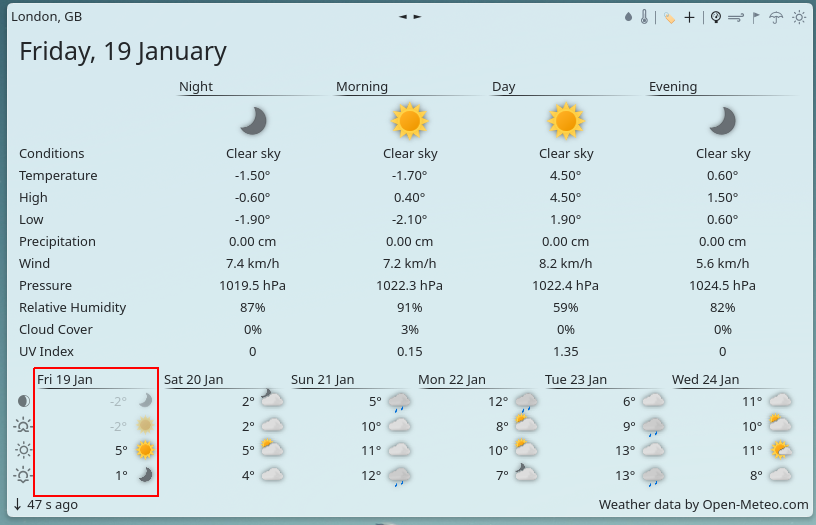 London, GB
Friday, 19 January
Night Morning Day Evening
Conditions Clear sky Clear sky Clear sky Clear sky
Temperature -1.50° -1.70° 4.50° 0.60°
High -0.60° 0.40° 4.50° 1.50°
Low -1.90° -2.10° 1.90° 0.60°
Precipitation 0.00 cm 0.00 cm 0.00 cm 0.00 cm
Wind 7.4 km/h 7.2 km/h 8.2 km/h 5.6 km/h
Pressure 1019.5 hPa 1022.3 hPa 1022.4 hPa 1024.5 hPa
Relative Humidity 87% 91% 59% 82%
Cloud Cover 0% 3% 0% 0%
UV Index 0 0.15 1.35 0
Fri 19 Jan Sat 20 Jan Sun 21 Jan Mon 22 Jan Tue 23 Jan Wed 24 Jan
-2° 2° 5° 12° 6° 11°
-2° 2° 10° 8° 9° 10°
5° 5° 11° 10° 13° 11°
1° 4° 12° 7° 13° 8°
↓ 47 s ago Weather data by Open-Meteo.com